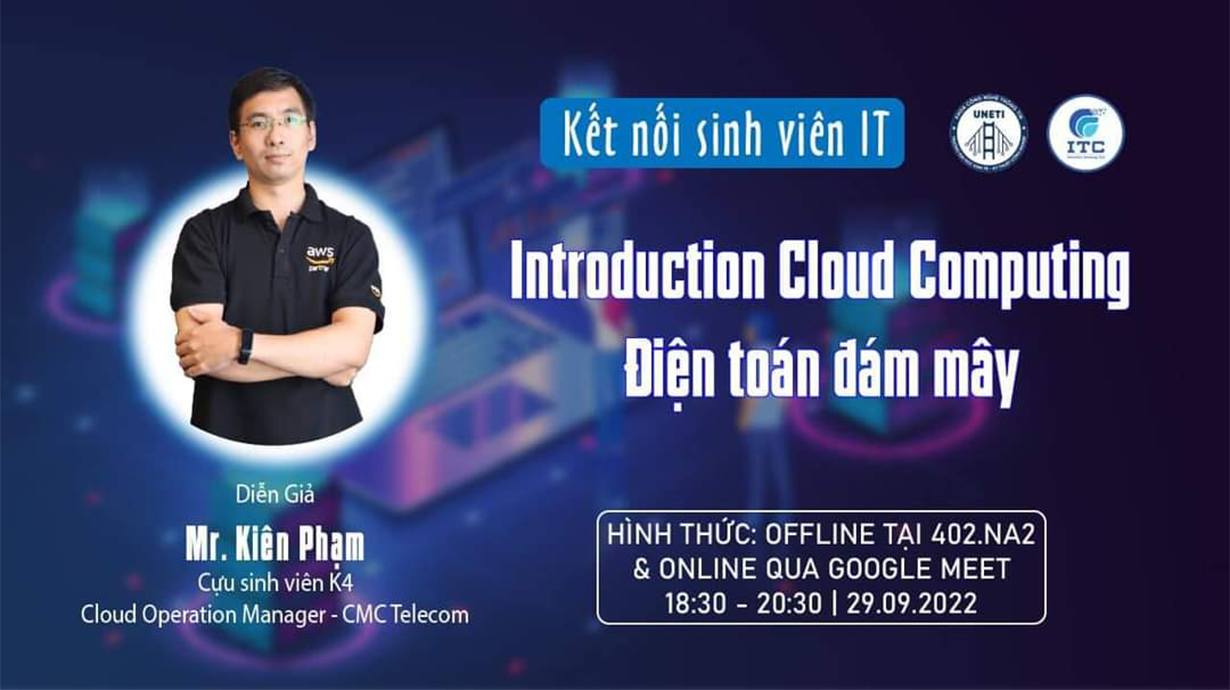 Kết nối sinh viên IT
UNETI
ITC
aws
partner
Introduction Cloud Computing
Điện toán đám mây
Diễn Giả
Mr. Kiên Phạm
Cựu sinh viên K4
Cloud Operation Manager - CMC Telecom
HÌNH THỨC: OFFLINE TẠI 402.NA2
& ONLINE QUA GOOGLE MEET
18:30 - 20:30 | 29.09.2022